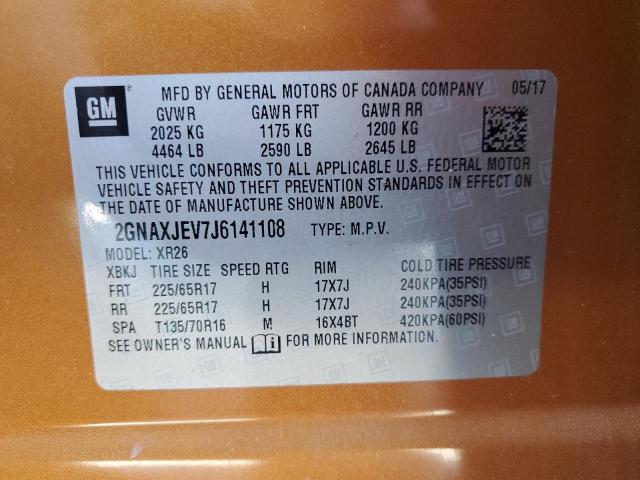 GM
MFD BY GENERAL MOTORS OF CANADA COMPANY 05/17
GVWR GAWR FRT GAWR RR
2025 KG 1175 KG 1200 KG
4464 LB 2590 LB 2645 LB
THIS VEHICLE CONFORMS TO ALL APPLICABLE U.S. FEDERAL MOTOR
VEHICLE SAFETY AND THEFT PREVENTION STANDARDS IN EFFECT ON
THE DATE OF MANUFACTURE SHOWN ABOVE.
2GNAXJEV7J6141108 TYPE: M.P.V.
MODEL: XR26
XBKJ TIRE SIZE SPEED RTG RIM COLD TIRE PRESSURE
FRT 225/65R17 H 17X7J 240KPA(35PSI)
RR 225/65R17 H 17X7J 240KPA(35PSI)
SPA T135/70R16 M 16X4BT 420KPA(60PSI)
SEE OWNER'S MANUAL FOR MORE INFORMATION.